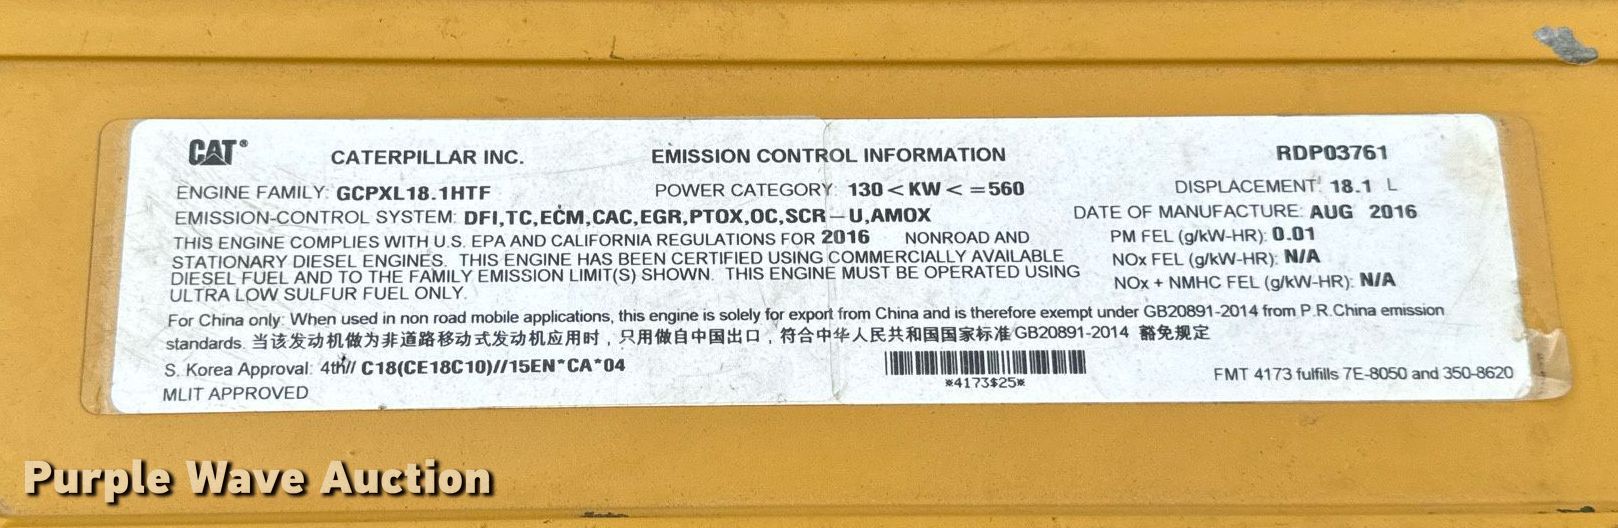 CAT® CATERPILLAR INC. EMISSION CONTROL INFORMATION RDP03761
ENGINE FAMILY: GCPXL18.1HTF POWER CATEGORY: 130<KW<=560 DISPLACEMENT: 18.1 L
EMISSION-CONTROL SYSTEM: DFI,TC,ECM,CAC,EGR,PTOX,OC,SCR-U,AMOX DATE OF MANUFACTURE: AUG 2016
THIS ENGINE COMPLIES WITH U.S. EPA AND CALIFORNIA REGULATIONS FOR 2016 NONROAD AND PM FEL (g/kW-HR): 0.01
STATIONARY DIESEL ENGINES. THIS ENGINE HAS BEEN CERTIFIED USING COMMERCIALLY AVAILABLE NOx FEL (g/kW-HR): N/A
DIESEL FUEL AND TO THE FAMILY EMISSION LIMIT(S) SHOWN. THIS ENGINE MUST BE OPERATED USING NOx + NMHC FEL (g/kW-HR): N/A
ULTRA LOW SULFUR FUEL ONLY.
For China only: When used in non road mobile applications, this engine is solely for export from China and is therefore exempt under GB20891-2014 from P.R.China emission
standards. 当该发动机做为非道路移动式发动机应用时，只用做自中国出口，符合中华人民共和国国家标准GB20891-2014 豁免规定
S. Korea Approval: 4th// C18(CE18C10)//15EN*CA*04
*4173$25*
FMT 4173 fulfills 7E-8050 and 350-8620
MLIT APPROVED
Purple Wave Auction